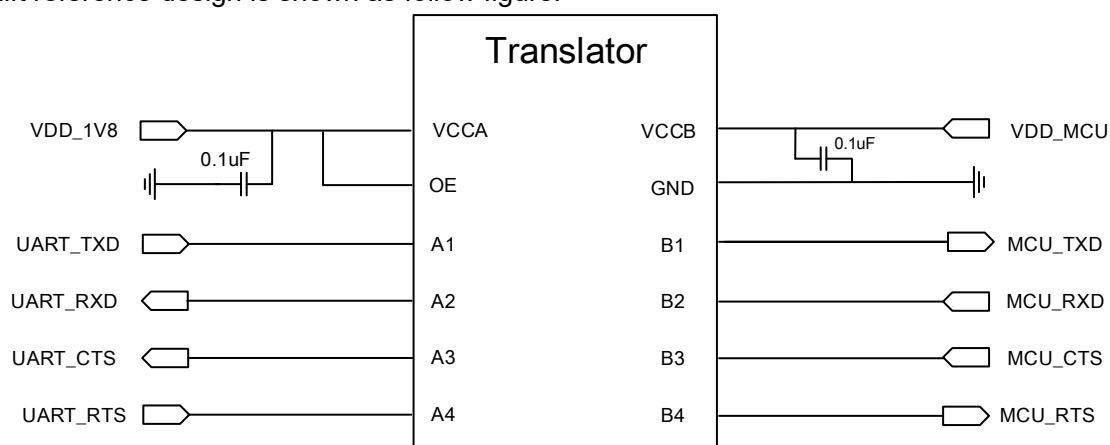 reference design is shown as follow figure.
Translator
VDD_1V8 VCCA VCCB VDD_MCU
0.1uF 0.1uF
OE GND
UART_TXD A1 B1 MCU_TXD
UART_RXD A2 B2 MCU_RXD
UART_CTS A3 B3 MCU_CTS
UART_RTS A4 B4 MCU_RTS